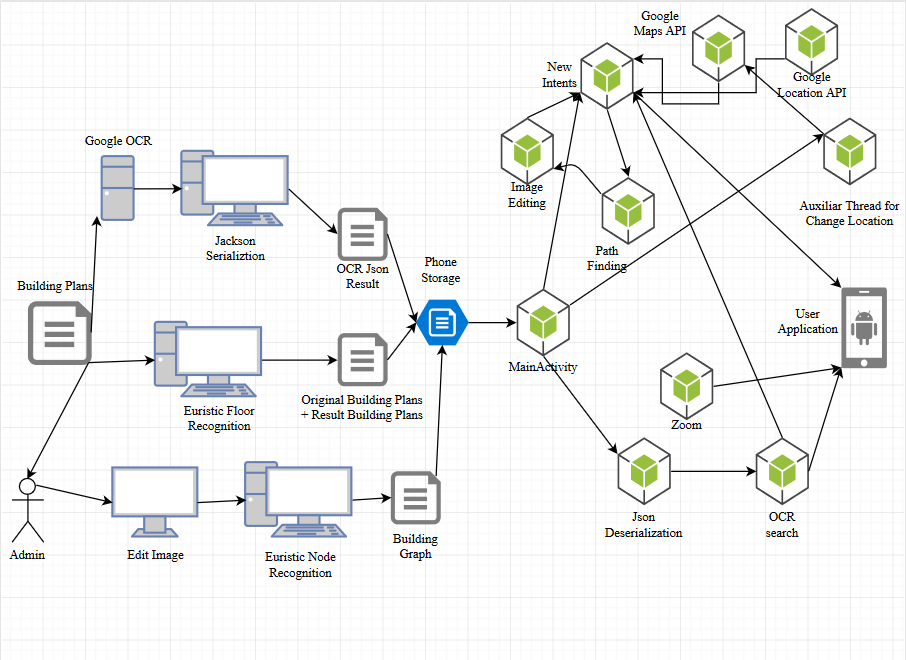 Google
Maps API
New
Intents
Google
Location API
Google OCR
Image
Editing
Auxiliar Thread for
Change Location
Jackson
Serializtion
Path
Finding
OCR Json
Result
Phone
Storage
Building Plans
User
Application
MainActivity
Original Building Plans
+ Result Building Plans
Euristic Floor
Recognition
Zoom
Json
Deserialization
OCR
search
Admin
Edit Image
Euristic Node
Recognition
Building
Graph